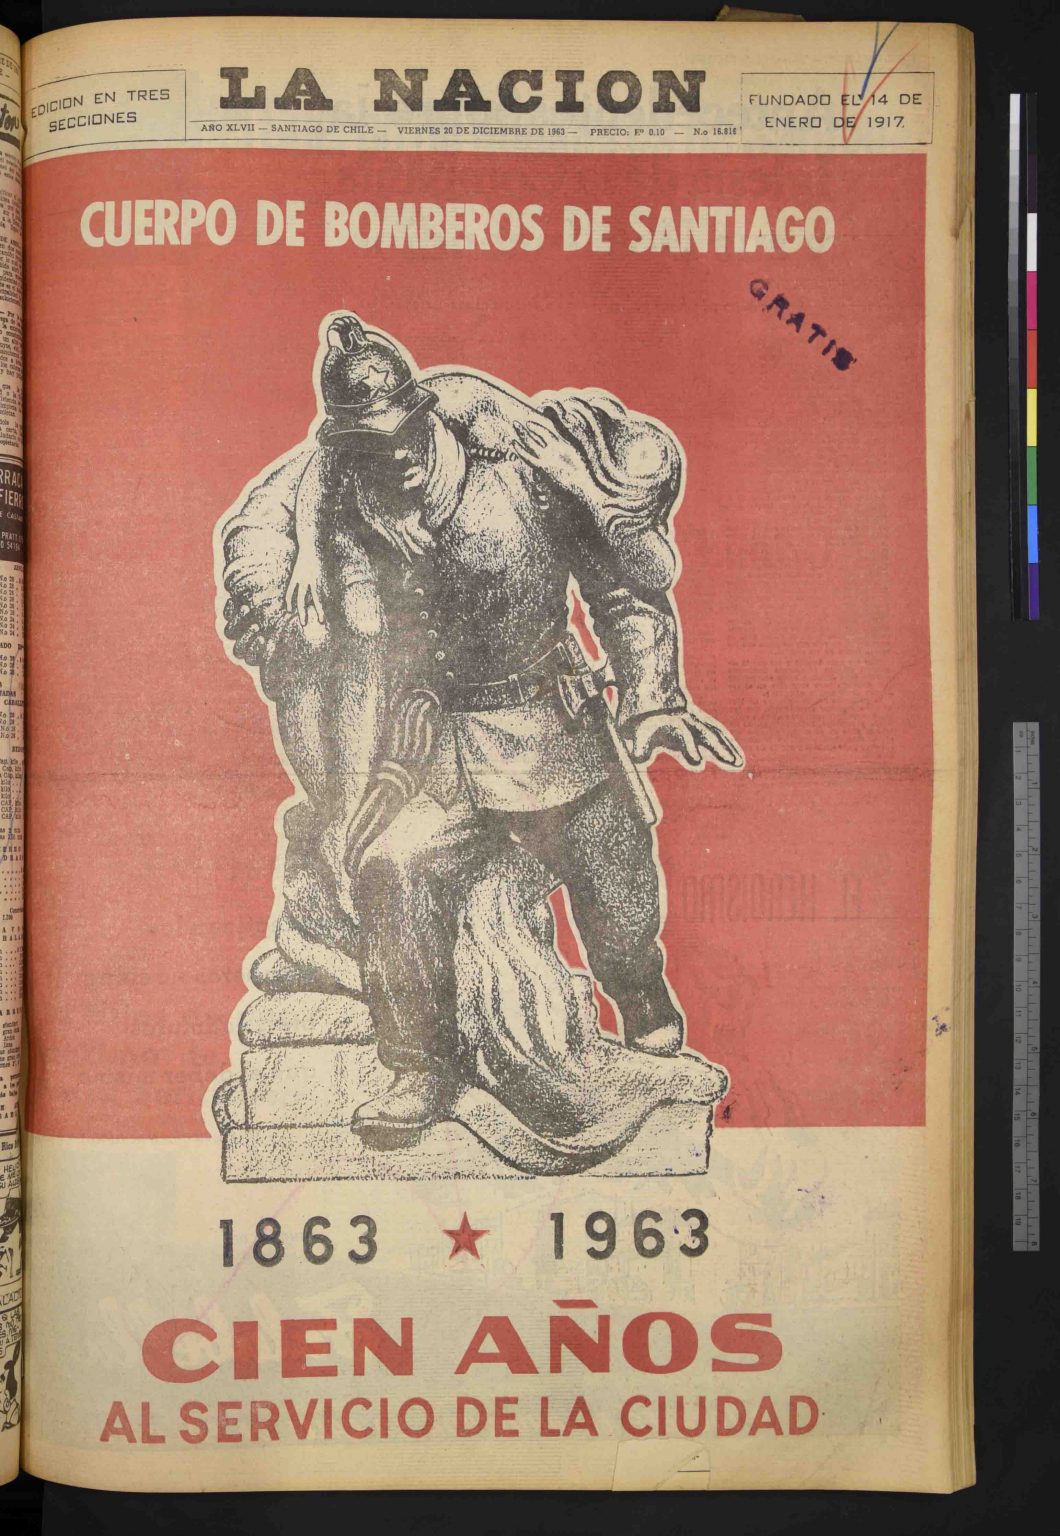 LA NACION
EDICION EN TRES
SECCIONES
FUNDADO EL 14 DE
ENERO DE 1917.
AÑO XLVII — SANTIAGO DE CHILE — VIERNES 20 DE DICIEMBRE DE 1963 — PRECIO: Eº 0.10 — N.o 16.816
CUERPO DE BOMBEROS DE SANTIAGO
GRATIS
1863 ★ 1963
CIEN AÑOS
AL SERVICIO DE LA CIUDAD